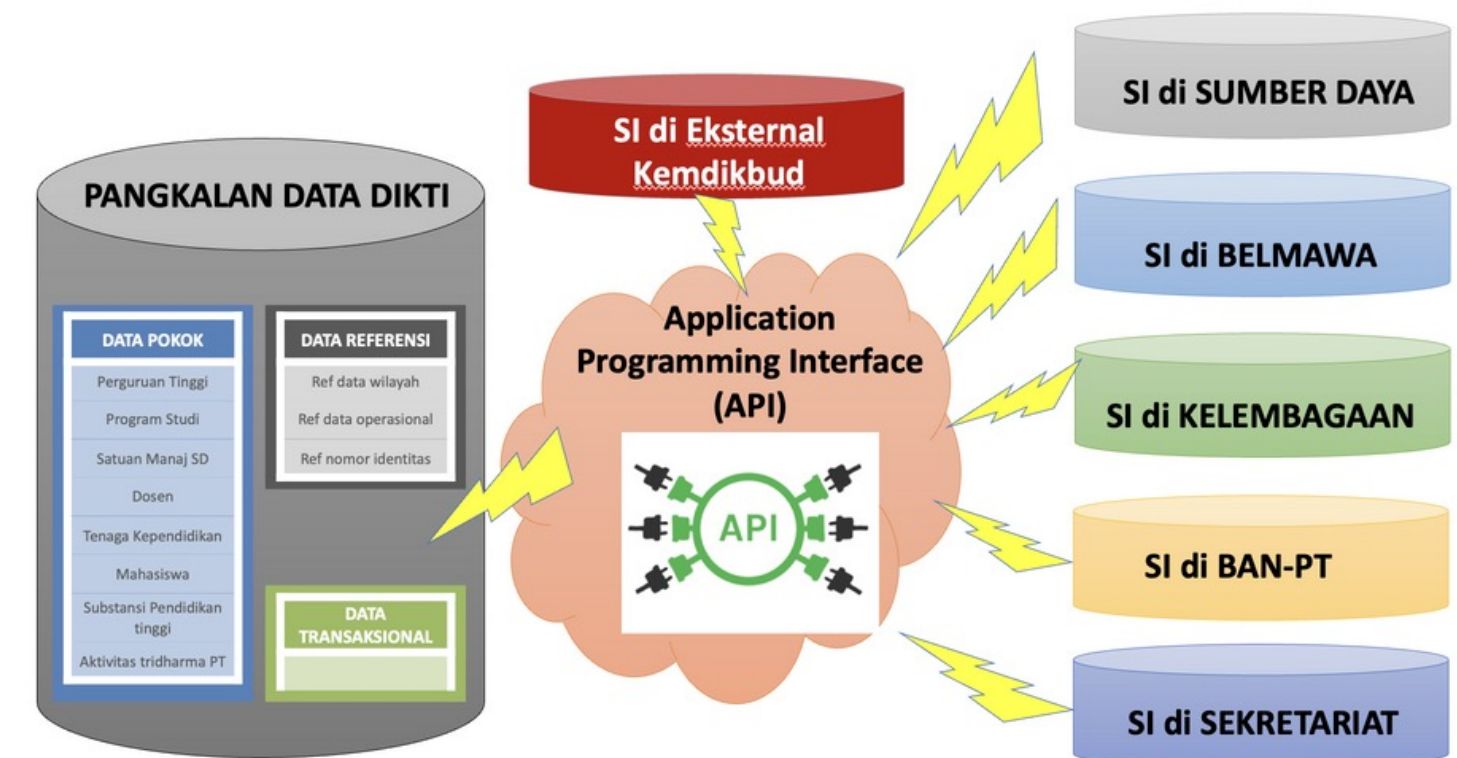 PANGKALAN DATA DIKTI
DATA POKOK
Perguruan Tinggi
Program Studi
Satuan Manaj SD
Dosen
Tenaga Kependidikan
Mahasiswa
Substansi Pendidikan
tinggi
Aktivitas tridharma PT
DATA REFERENSI
Ref data wilayah
Ref data operasional
Ref nomor identitas
DATA
TRANSAKSIONAL
SI di Eksternal
Kemdikbud
Application
Programming Interface
(API)
API
SI di SUMBER DAYA
SI di BELMAWA
SI di KELEMBAGAAN
SI di BAN-PT
SI di SEKRETARIAT